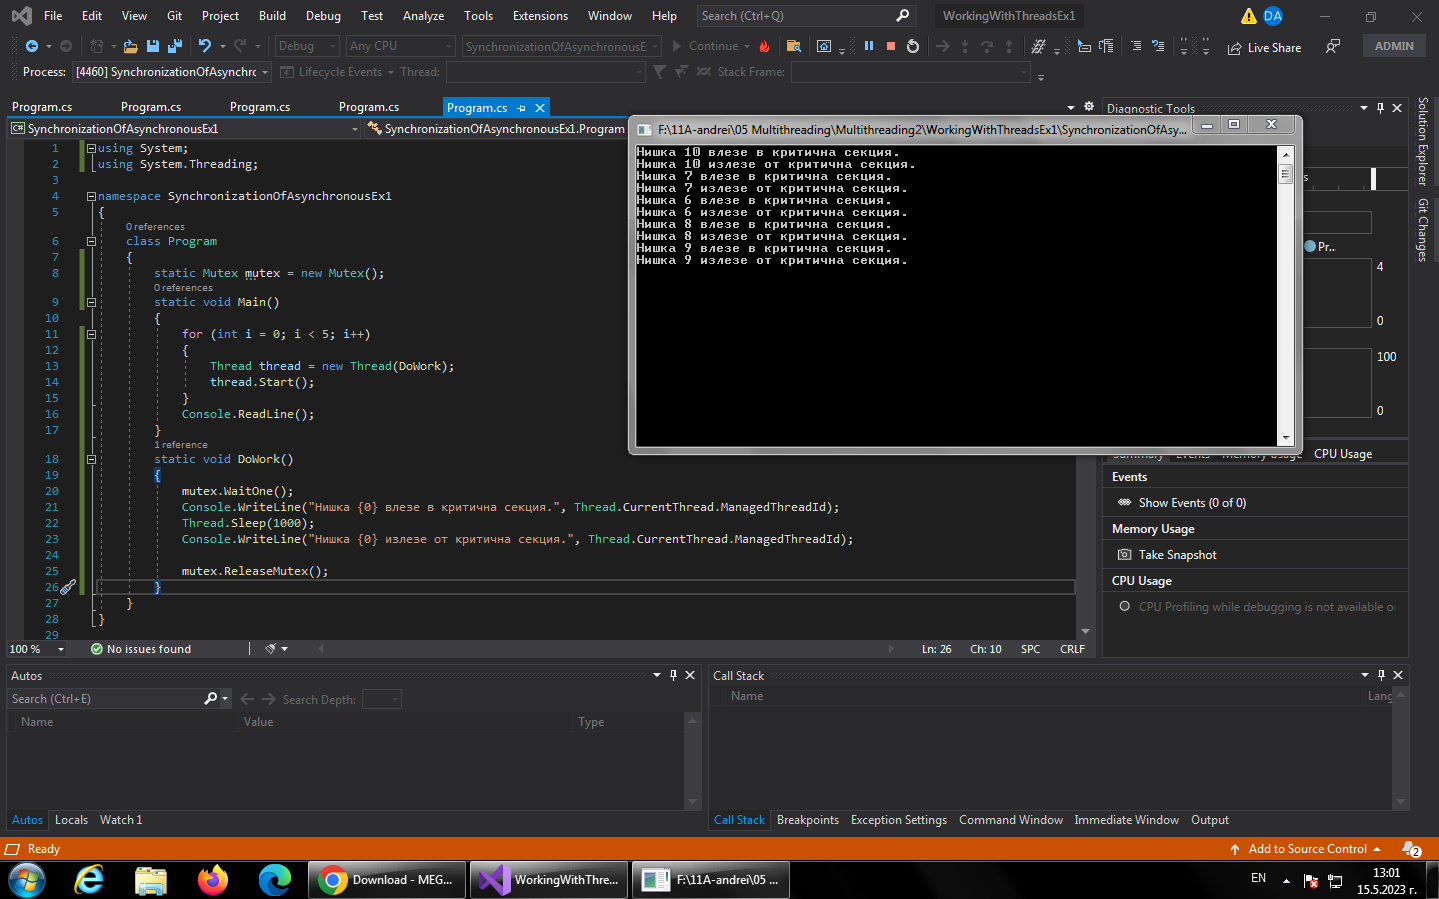 File Edit View Git Project Build Debug Test Analyze Tools Extensions Window Help Search (Ctrl+Q) WorkingWithThreadsEx1 DA
Debug Any CPU SynchronizationOfAsynchronousE Continue Live Share ADMIN
Process: [4460] SynchronizationOfAsynchrc Lifecycle Events Thread: Stack Frame:
Program.cs Program.cs Program.cs Program.cs Program.cs
SynchronizationOfAsynchronousEx1 SynchronizationOfAsynchronousEx1.Program
1 using System;
2 using System.Threading;
3
4 namespace SynchronizationOfAsynchronousEx1
5 {
0 references
6 class Program
7 {
8 static Mutex mutex = new Mutex();
0 references
9 static void Main()
10 {
11 for (int i = 0; i < 5; i++)
12 {
13 Thread thread = new Thread(DoWork);
14 thread.Start();
15 }
16 Console.ReadLine();
17 }
1 reference
18 static void DoWork()
19 {
20 mutex.WaitOne();
21 Console.WriteLine("Нишка {0} влезе в критична секция.", Thread.CurrentThread.ManagedThreadId);
22 Thread.Sleep(1000);
23 Console.WriteLine("Нишка {0} излезе от критична секция.", Thread.CurrentThread.ManagedThreadId);
24
25 mutex.ReleaseMutex();
26 }
27 }
28 }
29
100 % No issues found Ln: 26 Ch: 10 SPC CRLF
F:\11A-andrei\05 Multithreading\Multithreading2\WorkingWithThreadsEx1\SynchronizationOfAsy...
Нишка 10 влезе в критична секция.
Нишка 10 излезе от критична секция.
Нишка 7 влезе в критична секция.
Нишка 7 излезе от критична секция.
Нишка 6 влезе в критична секция.
Нишка 6 излезе от критична секция.
Нишка 8 влезе в критична секция.
Нишка 8 излезе от критична секция.
Нишка 9 влезе в критична секция.
Нишка 9 излезе от критична секция.
Diagnostic Tools
s
Pr..
4
0
100
0
Summary Events Memory Usage CPU Usage
Events
Show Events (0 of 0)
Memory Usage
Take Snapshot
CPU Usage
CPU Profiling while debugging is not available o
Solution Explorer
Git Changes
Autos
Search (Ctrl+E) Search Depth:
Name Value Type
Autos Locals Watch 1
Call Stack
Name Lang
Call Stack Breakpoints Exception Settings Command Window Immediate Window Output
Ready Add to Source Control 2
Download - MEG... WorkingWithThre... F:\11A-andrei\05 ... EN 13:01
15.5.2023 г.